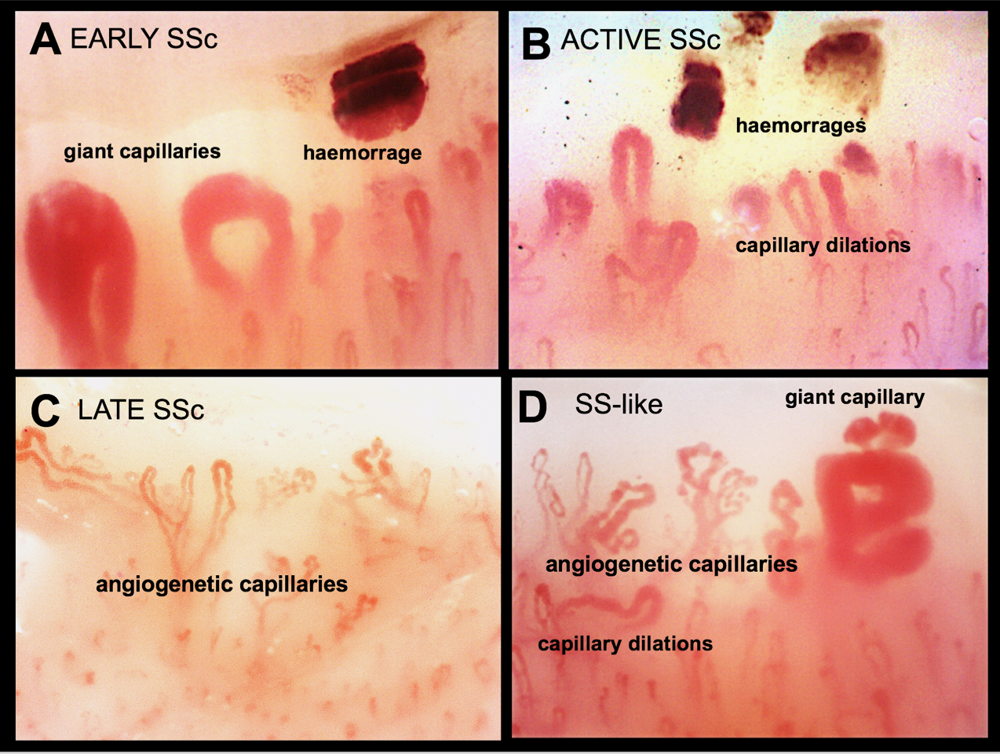 A EARLY SSc
giant capillaries
haemorrage
B ACTIVE SSc
haemorrages
capillary dilations
C LATE SSc
angiogenetic capillaries
D SS-like
giant capillary
angiogenetic capillaries
capillary dilations